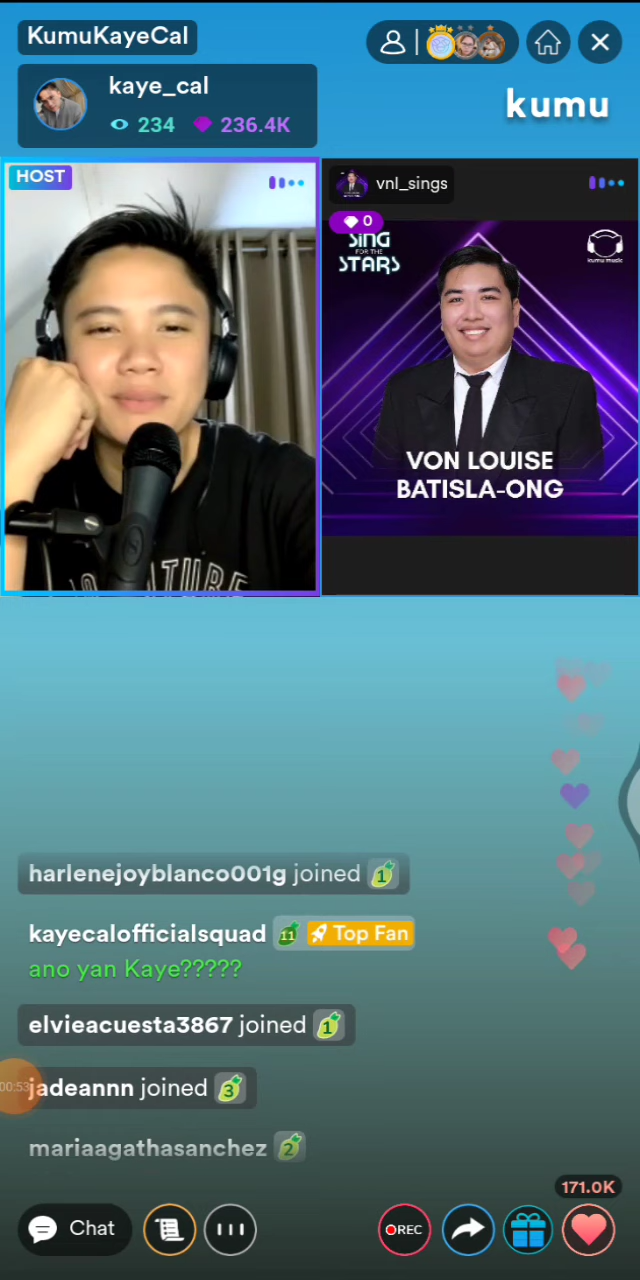 KumuKayeCal
kaye_cal
234
236.4K
kumu
HOST
vnl_sings
0
SING
FOR THE
STARS
kumu music
VON LOUISE
BATISLA-ONG
harlenejoyblanco001g joined 1
kayecalofficialsquad 11 Top Fan
ano yan Kaye?????
elvieacuesta3867 joined 1
00:53
jadeannn joined 3
mariaagathasanchez 2
171.0K
Chat
REC